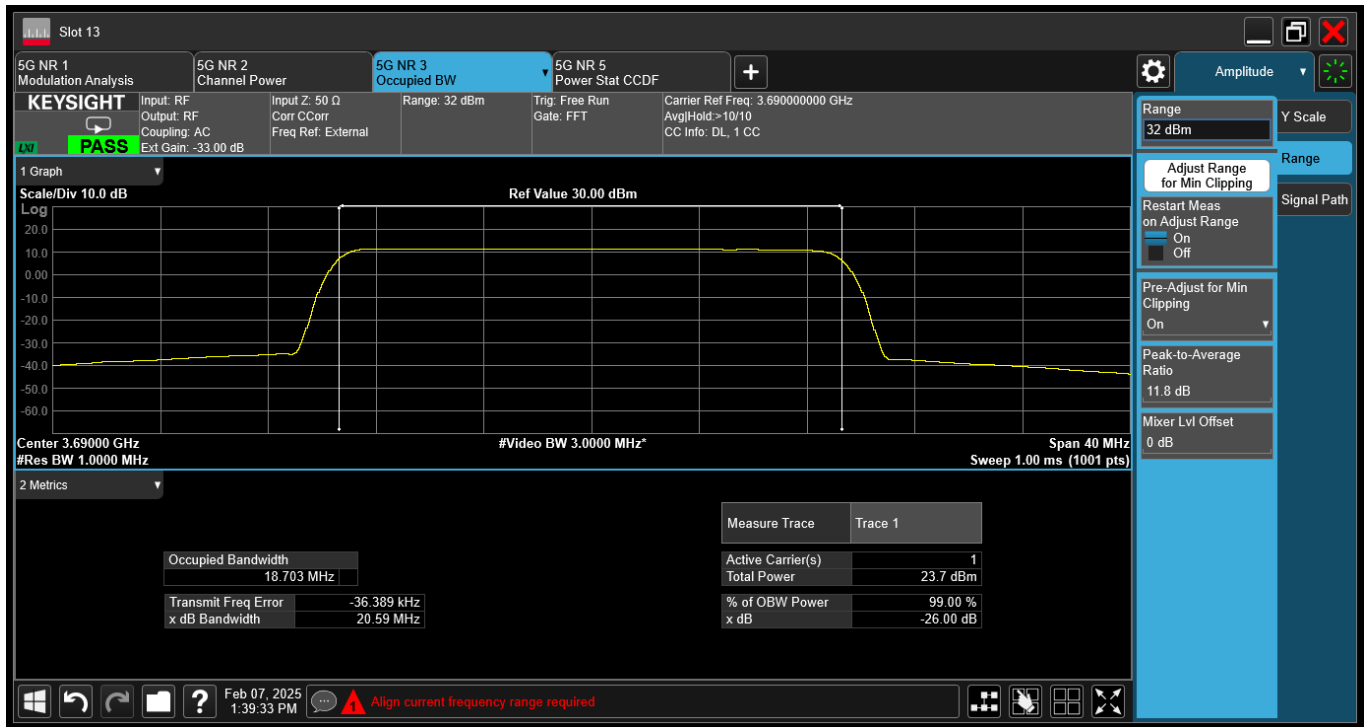 Slot 13
5G NR 1
Modulation Analysis
5G NR 2
Channel Power
5G NR 3
Occupied BW
5G NR 5
Power Stat CCDF
Amplitude
KEYSIGHT
LXI
PASS
Input: RF
Output: RF
Coupling: AC
Ext Gain: -33.00 dB
Input Z: 50 Ω
Corr CCorr
Freq Ref: External
Range: 32 dBm
Trig: Free Run
Gate: FFT
Carrier Ref Freq: 3.690000000 GHz
Avg|Hold:>10/10
CC Info: DL, 1 CC
1 Graph
Scale/Div 10.0 dB
Ref Value 30.00 dBm
Log
20.0
10.0
0.00
-10.0
-20.0
-30.0
-40.0
-50.0
-60.0
Center 3.69000 GHz
#Video BW 3.0000 MHz*
Span 40 MHz
#Res BW 1.0000 MHz
Sweep 1.00 ms (1001 pts)
2 Metrics
Measure Trace Trace 1
Occupied Bandwidth
18.703 MHz
Transmit Freq Error -36.389 kHz
x dB Bandwidth 20.59 MHz
Active Carrier(s) 1
Total Power 23.7 dBm
% of OBW Power 99.00 %
x dB -26.00 dB
Range
32 dBm
Adjust Range
for Min Clipping
Restart Meas
on Adjust Range
On
Off
Pre-Adjust for Min
Clipping
On
Peak-to-Average
Ratio
11.8 dB
Mixer Lvl Offset
0 dB
Y Scale
Range
Signal Path
?
Feb 07, 2025
1:39:33 PM
1
Align current frequency range required